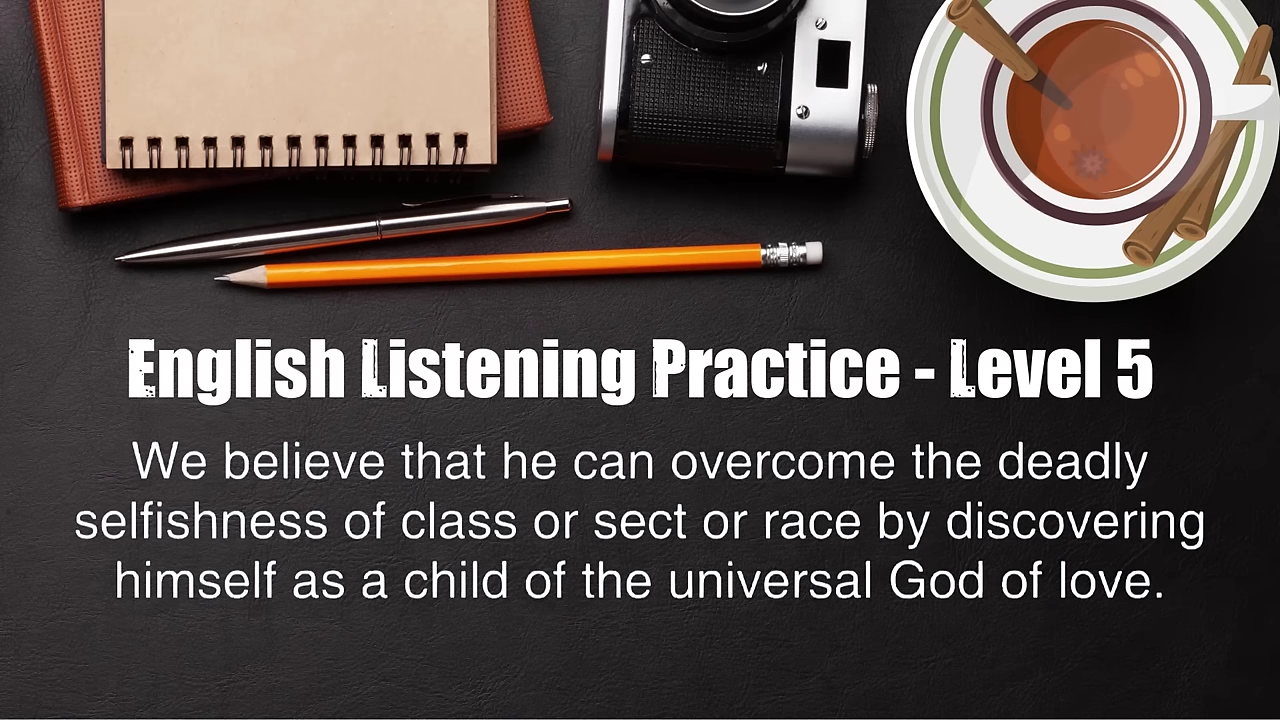 English Listening Practice - Level 5
We believe that he can overcome the deadly
selfishness of class or sect or race by discovering
himself as a child of the universal God of love.